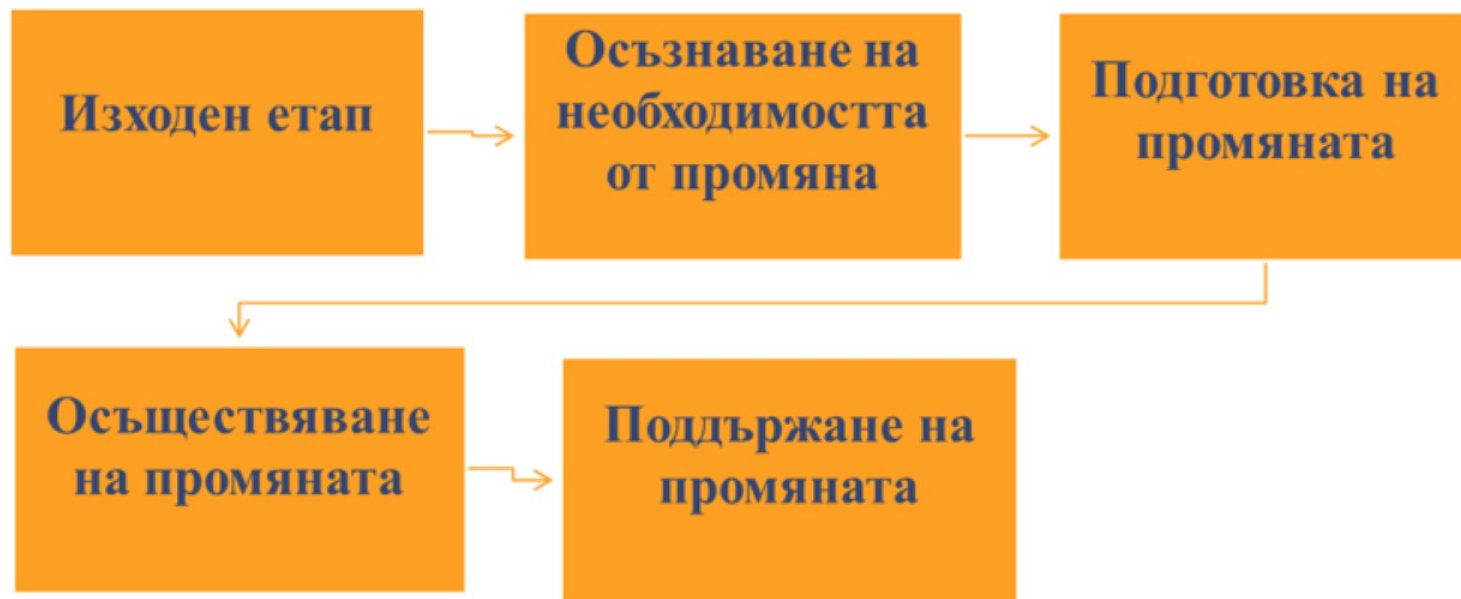 Изходен етап
Осъзнаване на
необходимостта
от промяна
Подготовка на
промяната
Осъществяване
на промяната
Поддържане на
промяната